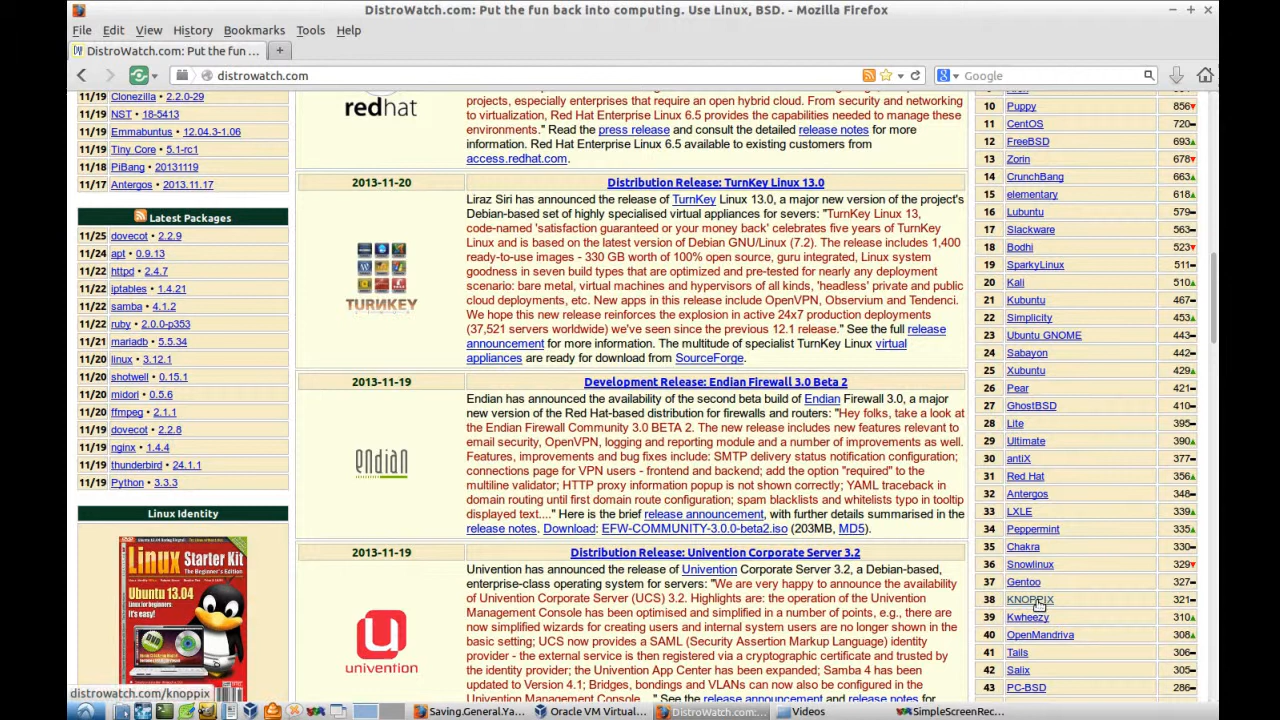 DistroWatch.com: Put the fun back into computing. Use Linux, BSD. - Mozilla Firefox
File Edit View History Bookmarks Tools Help
DistroWatch.com: Put the fun ...
distrowatch.com
Google
11/19 Clonezilla • 2.2.0-29
11/19 NST • 18-5413
11/19 Emmabuntus • 12.04.3-1.06
11/19 Tiny Core • 5.1-rc1
11/18 PiBang • 20131119
11/17 Antergos • 2013.11.17
Latest Packages
11/25 dovecot • 2.2.9
11/24 apt • 0.9.13
11/22 httpd • 2.4.7
11/22 iptables • 1.4.21
11/22 samba • 4.1.2
11/22 ruby • 2.0.0-p353
11/21 mariadb • 5.5.34
11/20 linux • 3.12.1
11/20 shotwell • 0.15.1
11/20 midori • 0.5.6
11/20 ffmpeg • 2.1.1
11/20 dovecot • 2.2.8
11/19 nginx • 1.4.4
11/19 thunderbird • 24.1.1
11/19 Python • 3.3.3
Linux Identity
Linux Starter Kit
The Beginner's Edition
Ubuntu 13.04
Linux for beginners
It's easy!
redhat
projects, especially enterprises that require an open hybrid cloud. From security and networking
to virtualization, Red Hat Enterprise Linux 6.5 provides the capabilities needed to manage these
environments." Read the press release and consult the detailed release notes for more
information. Red Hat Enterprise Linux 6.5 available to existing customers from
access.redhat.com.
2013-11-20 Distribution Release: TurnKey Linux 13.0
TURNKEY
Liraz Siri has announced the release of TurnKey Linux 13.0, a major new version of the project's
Debian-based set of highly specialised virtual appliances for severs: "TurnKey Linux 13,
code-named 'satisfaction guaranteed or your money back' celebrates five years of TurnKey
Linux and is based on the latest version of Debian GNU/Linux (7.2). The release includes 1,400
ready-to-use images - 330 GB worth of 100% open source, guru integrated, Linux system
goodness in seven build types that are optimized and pre-tested for nearly any deployment
scenario: bare metal, virtual machines and hypervisors of all kinds, 'headless' private and public
cloud deployments, etc. New apps in this release include OpenVPN, Observium and Tendenci.
We hope this new release reinforces the explosion in active 24x7 production deployments
(37,521 servers worldwide) we've seen since the previous 12.1 release." See the full release
announcement for more information. The multitude of specialist TurnKey Linux virtual
appliances are ready for download from SourceForge.
2013-11-19 Development Release: Endian Firewall 3.0 Beta 2
endian
Endian has announced the availability of the second beta build of Endian Firewall 3.0, a major
new version of the Red Hat-based distribution for firewalls and routers: "Hey folks, take a look at
the Endian Firewall Community 3.0 BETA 2. The new release includes new features relevant to
email security, OpenVPN, logging and reporting module and a number of improvements as well.
Features, improvements and bug fixes include: SMTP delivery status notification configuration;
connections page for VPN users - frontend and backend; add the option "required" to the
multiline validator; HTTP proxy information popup is not shown correctly; YAML traceback in
domain routing until first domain route configuration; spam blacklists and whitelists typo in tooltip
displayed text...." Here is the brief release announcement, with further details summarised in the
release notes. Download: EFW-COMMUNITY-3.0.0-beta2.iso (203MB, MD5).
2013-11-19 Distribution Release: Univention Corporate Server 3.2
univention
Univention has announced the release of Univention Corporate Server 3.2, a Debian-based,
enterprise-class operating system for servers: "We are very happy to announce the availability
of Univention Corporate Server (UCS) 3.2. Highlights are: the operation of the Univention
Management Console has been optimised and simplified in a number of aspects, e.g., there are
now simplified wizards for creating users and internal system users are no longer shown in the
basic setting; UCS now provides a SAML (Security Assertion Markup Language) identity
provider - the external service is then registered via a cryptographic certificate and trusted by
the identity provider; the Univention App Center has been expanded; Samba 4 has been
updated to Version 4.1; Bridges, bondings and VLANs can now also be configured in the
Univention Management Console." See the release announcement and release notes for
10 Puppy 856
11 CentOS 720
12 FreeBSD 693
13 Zorin 678
14 CrunchBang 663
15 elementary 618
16 Lubuntu 579
17 Slackware 563
18 Bodhi 523
19 SparkyLinux 511
20 Kali 510
21 Kubuntu 467
22 Simplicity 453
23 Ubuntu GNOME 443
24 Sabayon 442
25 Xubuntu 429
26 Pear 421
27 GhostBSD 410
28 Lite 395
29 Ultimate 390
30 antiX 377
31 Red Hat 356
32 Antergos 348
33 LXLE 339
34 Peppermint 335
35 Chakra 330
36 Snowlinux 329
37 Gentoo 327
38 KNOPPIX 321
39 Kwheezy 310
40 OpenMandriva 308
41 Tails 306
42 Salix 305
43 PC-BSD 286
distrowatch.com/knoppix
Saving.General.Ya...
Oracle VM Virtual...
DistroWatch.com:...
Videos
SimpleScreenRec...